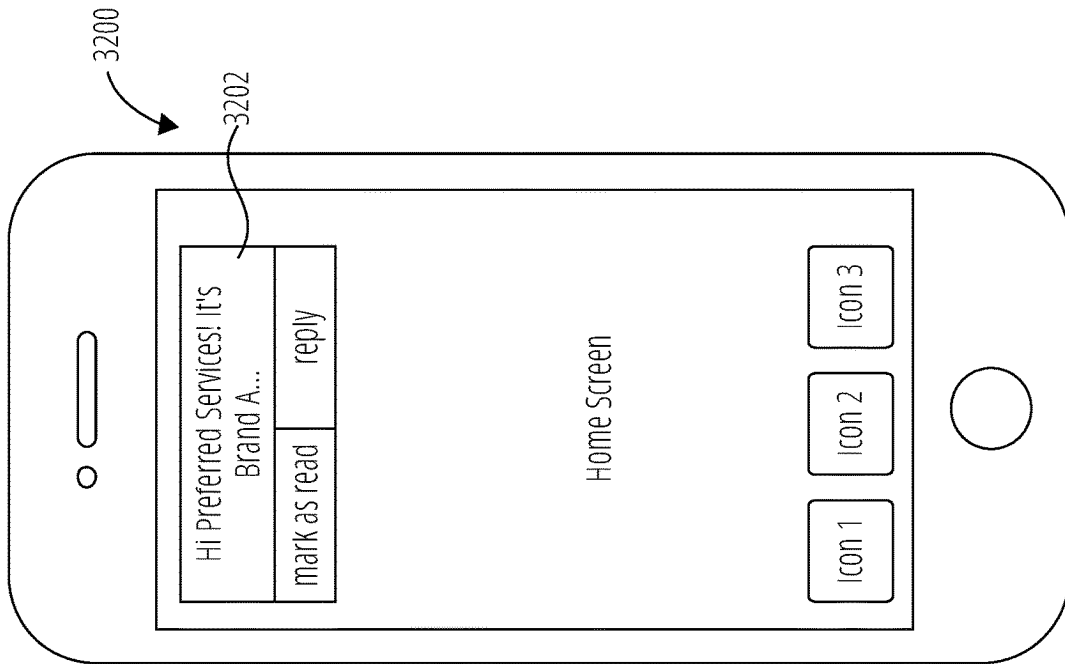 3200
3202
Hi Preferred Services! It's
Brand A...
mark as read
reply
Home Screen
Icon 1
Icon 2
Icon 3